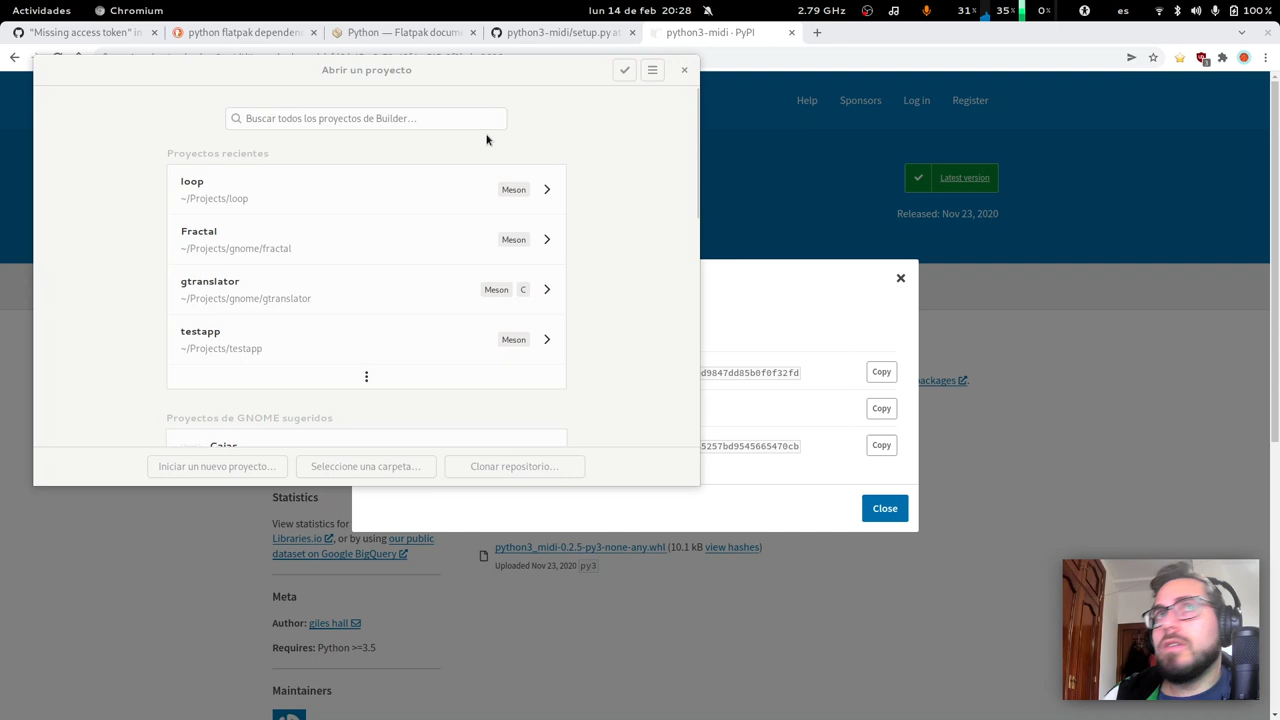 Actividades
Chromium
lun 14 de feb 20:28
2.79 GHz
31%
35%
0%
es
100 %
"Missing access token" in
python flatpak dependenc
Python — Flatpak docume
python3-midi/setup.py at
python3-midi · PyPI
Abrir un proyecto
Buscar todos los proyectos de Builder…
Proyectos recientes
loop
~/Projects/loop
Meson
Fractal
~/Projects/gnome/fractal
Meson
gtranslator
~/Projects/gnome/gtranslator
Meson C
testapp
~/Projects/testapp
Meson
Proyectos de GNOME sugeridos
Cajas
Iniciar un nuevo proyecto…
Seleccione una carpeta…
Clonar repositorio…
Help
Sponsors
Log in
Register
Latest version
Released: Nov 23, 2020
d9847dd85b0f0f32fd
Copy
Copy
5257bd9545665470cb
Copy
Close
ackages.
Statistics
View statistics for
Libraries.io, or by using our public
dataset on Google BigQuery
Meta
Author: giles hall
Requires: Python >=3.5
Maintainers
python3_midi-0.2.5-py3-none-any.whl (10.1 kB view hashes)
Uploaded Nov 23, 2020 py3